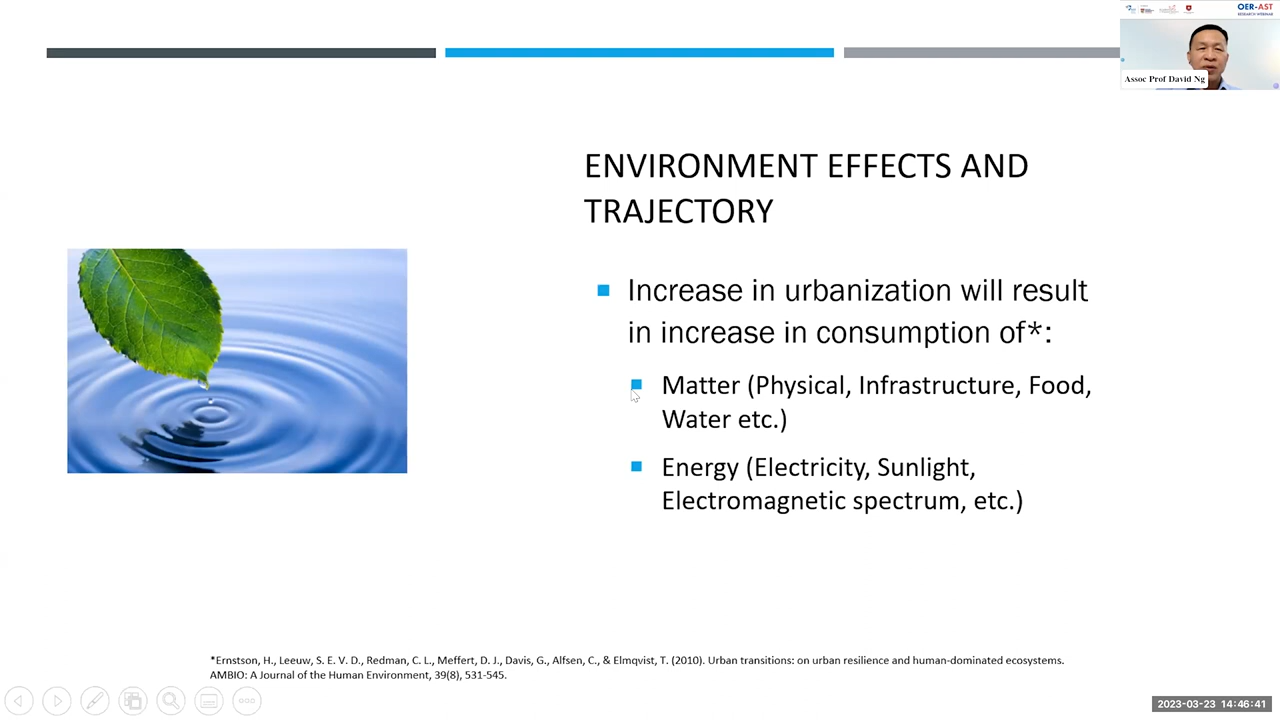 OER-AST
RESEARCH WEBINAR
Assoc Prof David Ng
ENVIRONMENT EFFECTS AND
TRAJECTORY
Increase in urbanization will result
in increase in consumption of*:
Matter (Physical, Infrastructure, Food,
Water etc.)
Energy (Electricity, Sunlight,
Electromagnetic spectrum, etc.)
*Ernstson, H., Leeuw, S. E. V. D., Redman, C. L., Meffert, D. J., Davis, G., Alfsen, C., & Elmqvist, T. (2010). Urban transitions: on urban resilience and human-dominated ecosystems.
AMBIO: A Journal of the Human Environment, 39(8), 531-545.
2023-03-23 14:46:41